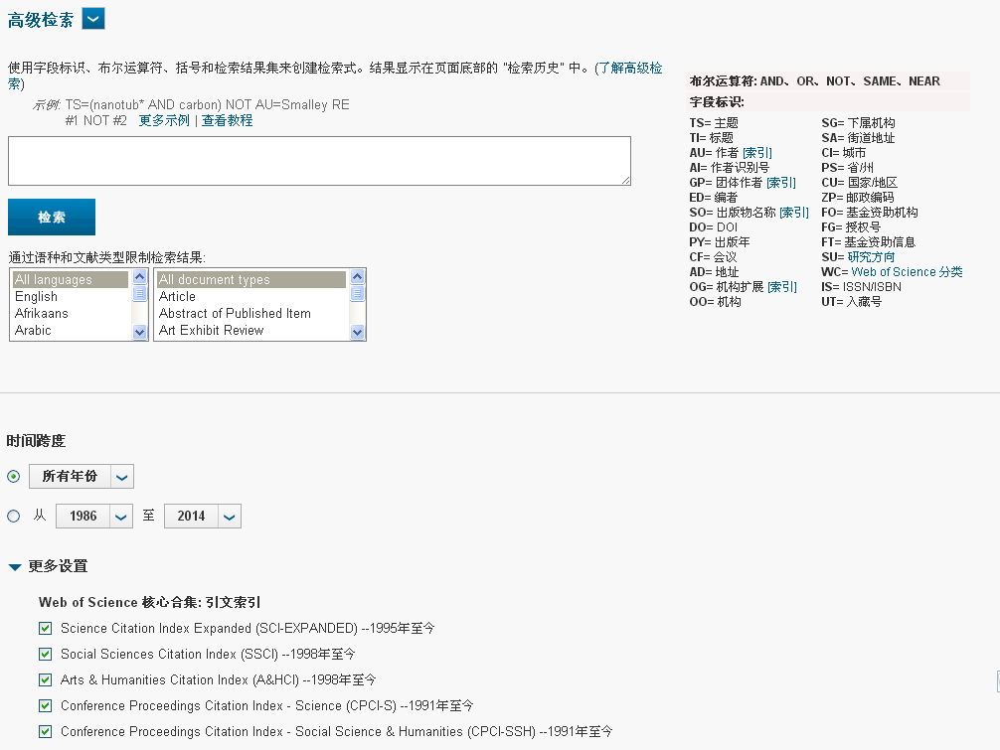 高级检索
使用字段标识、布尔运算符、括号和检索结果集来创建检索式。结果显示在页面底部的 "检索历史" 中。(了解高级检
索)
示例: TS=(nanotub* AND carbon) NOT AU=Smalley RE
#1 NOT #2 更多示例 | 查看教程
检索
通过语种和文献类型限制检索结果:
All languages
English
Afrikaans
Arabic
All document types
Article
Abstract of Published Item
Art Exhibit Review
布尔运算符: AND、OR、NOT、SAME、NEAR
字段标识:
TS= 主题
TI= 标题
AU= 作者 [索引]
AI= 作者识别号
GP= 团体作者 [索引]
ED= 编者
SO= 出版物名称 [索引]
DO= DOI
PY= 出版年
CF= 会议
AD= 地址
OG= 机构扩展 [索引]
OO= 机构
SG= 下属机构
SA= 街道地址
CI= 城市
PS= 省/州
CU= 国家/地区
ZP= 邮政编码
FO= 基金资助机构
FG= 授权号
FT= 基金资助信息
SU= 研究方向
WC= Web of Science 分类
IS= ISSN/ISBN
UT= 入藏号
时间跨度
所有年份
从 1986 至 2014
更多设置
Web of Science 核心合集: 引文索引
Science Citation Index Expanded (SCI-EXPANDED) --1995年至今
Social Sciences Citation Index (SSCI) --1998年至今
Arts & Humanities Citation Index (A&HCI) --1998年至今
Conference Proceedings Citation Index - Science (CPCI-S) --1991年至今
Conference Proceedings Citation Index - Social Science & Humanities (CPCI-SSH) --1991年至今